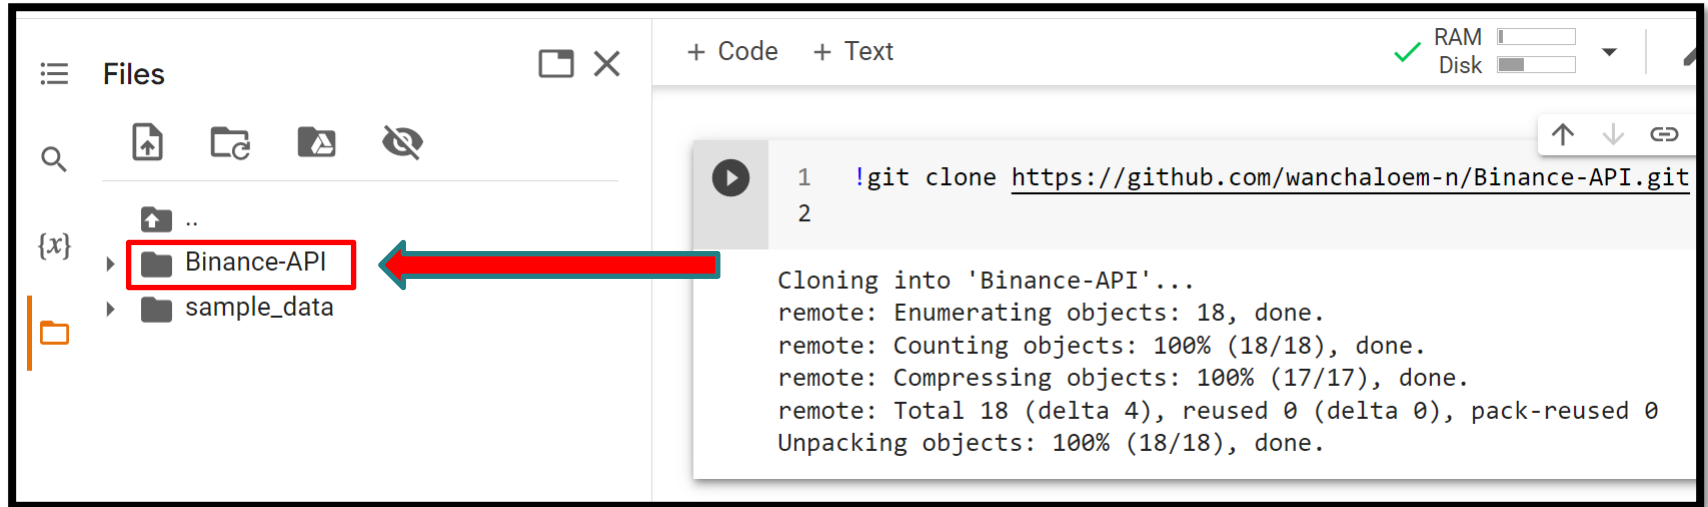 Files
..
Binance-API
sample_data
+ Code + Text
RAM
Disk
{x}
1 !git clone https://github.com/wanchaloem-n/Binance-API.git
2
Cloning into 'Binance-API'...
remote: Enumerating objects: 18, done.
remote: Counting objects: 100% (18/18), done.
remote: Compressing objects: 100% (17/17), done.
remote: Total 18 (delta 4), reused 0 (delta 0), pack-reused 0
Unpacking objects: 100% (18/18), done.